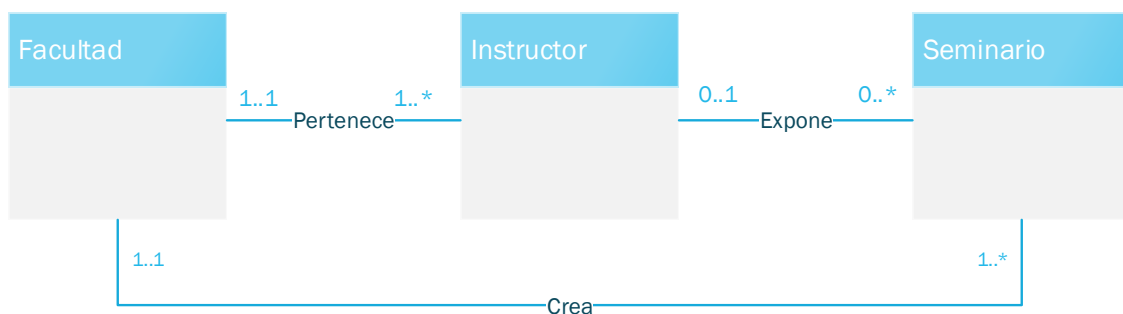 Facultad
Instructor
Seminario
1..1
1..*
0..1
0..*
Pertenece
Expone
1..1
1..*
Crea